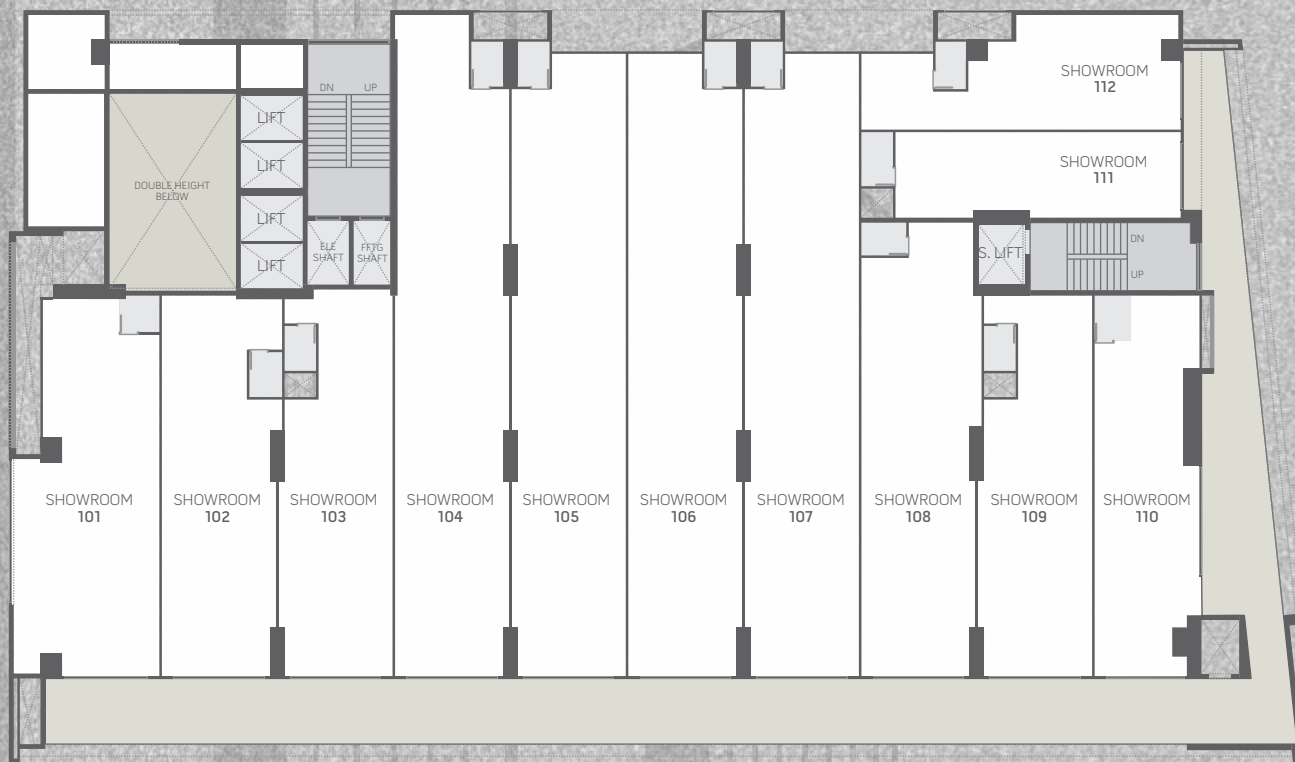 SHOWROOM
112
DN UP
LIFT
SHOWROOM
111
LIFT
DOUBLE HEIGHT
BELOW
LIFT
DN
ELE
SHAFT
FFTG
SHAFT
S. LIFT
LIFT
UP
SHOWROOM
101
SHOWROOM
102
SHOWROOM
103
SHOWROOM
104
SHOWROOM
105
SHOWROOM
106
SHOWROOM
107
SHOWROOM
108
SHOWROOM
109
SHOWROOM
110